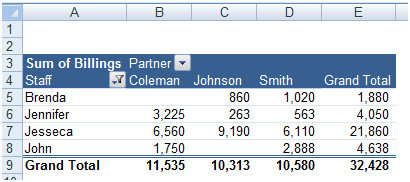 A B C D E
1
2
3 Sum of Billings Partner
4 Staff Coleman Johnson Smith Grand Total
5 Brenda 860 1,020 1,880
6 Jennifer 3,225 263 563 4,050
7 Jesseca 6,560 9,190 6,110 21,860
8 John 1,750 2,888 4,638
9 Grand Total 11,535 10,313 10,580 32,428